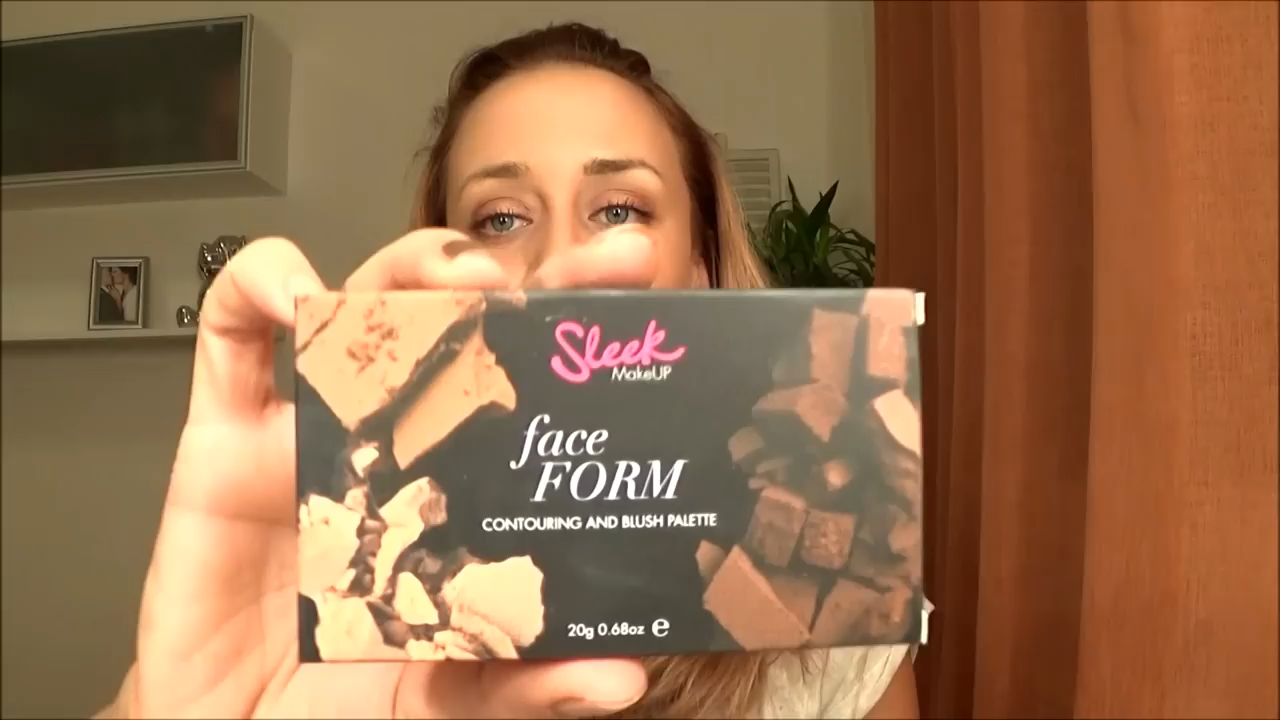 Sleek
MakeUP
face
FORM
CONTOURING AND BLUSH PALETTE
20g 0.68oz e